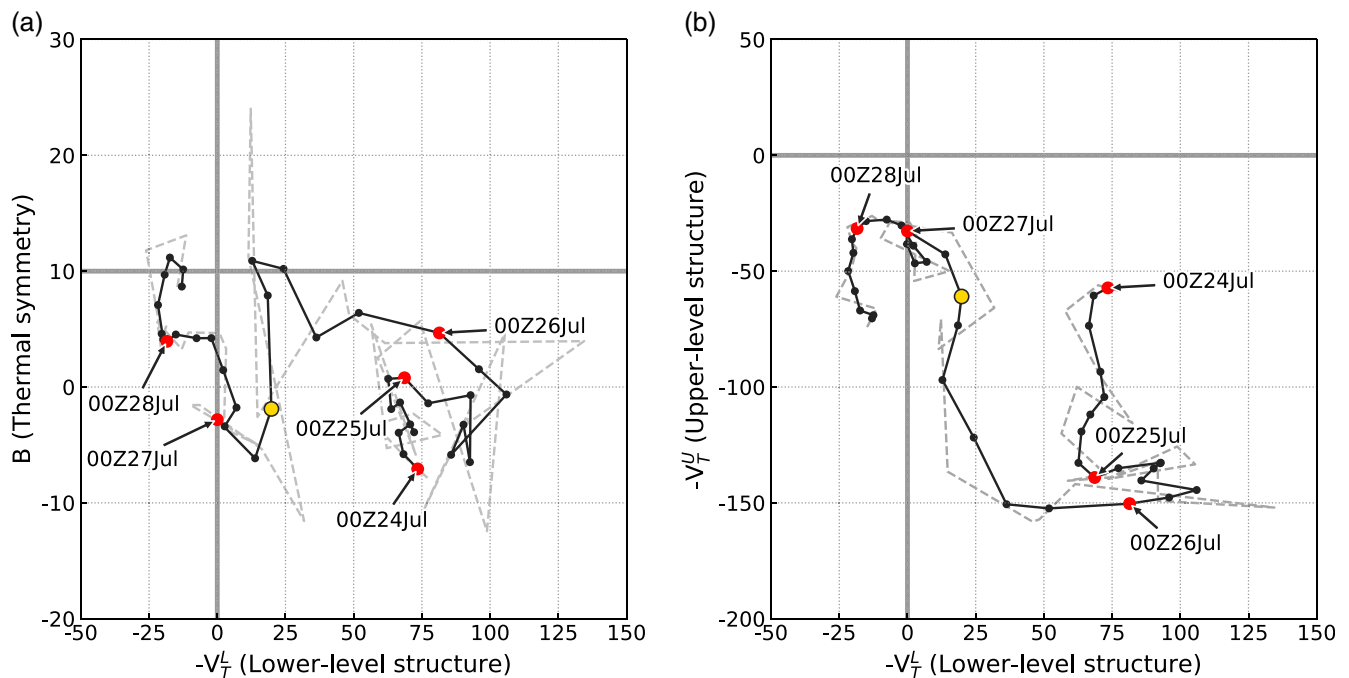 (a)
30
20
10
0
-10
-20
B (Thermal symmetry)
00Z26Jul
00Z28Jul
00Z25Jul
00Z27Jul
00Z24Jul
-50 -25 0 25 50 75 100 125 150
-V_T^L (Lower-level structure)
(b)
50
0
-50
-100
-150
-200
-V_T^U (Upper-level structure)
00Z28Jul
00Z27Jul
00Z24Jul
00Z25Jul
00Z26Jul
-50 -25 0 25 50 75 100 125 150
-V_T^L (Lower-level structure)